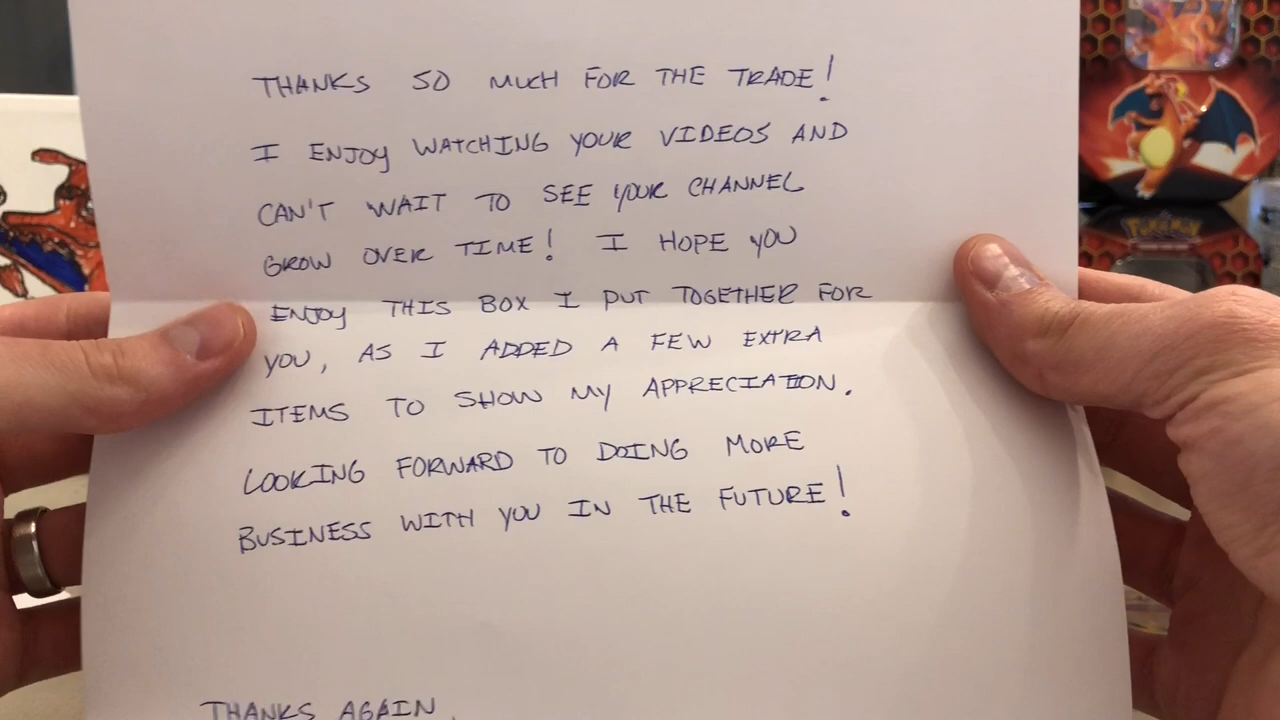 THANKS SO MUCH FOR THE TRADE!
I ENJOY WATCHING YOUR VIDEOS AND
CAN'T WAIT TO SEE YOUR CHANNEL
GROW OVER TIME! I HOPE YOU
ENJOY THIS BOX I PUT TOGETHER FOR
YOU, AS I ADDED A FEW EXTRA
ITEMS TO SHOW MY APPRECIATION.
LOOKING FORWARD TO DOING MORE
BUSINESS WITH YOU IN THE FUTURE!
THANKS AGAIN,
POKÉMON